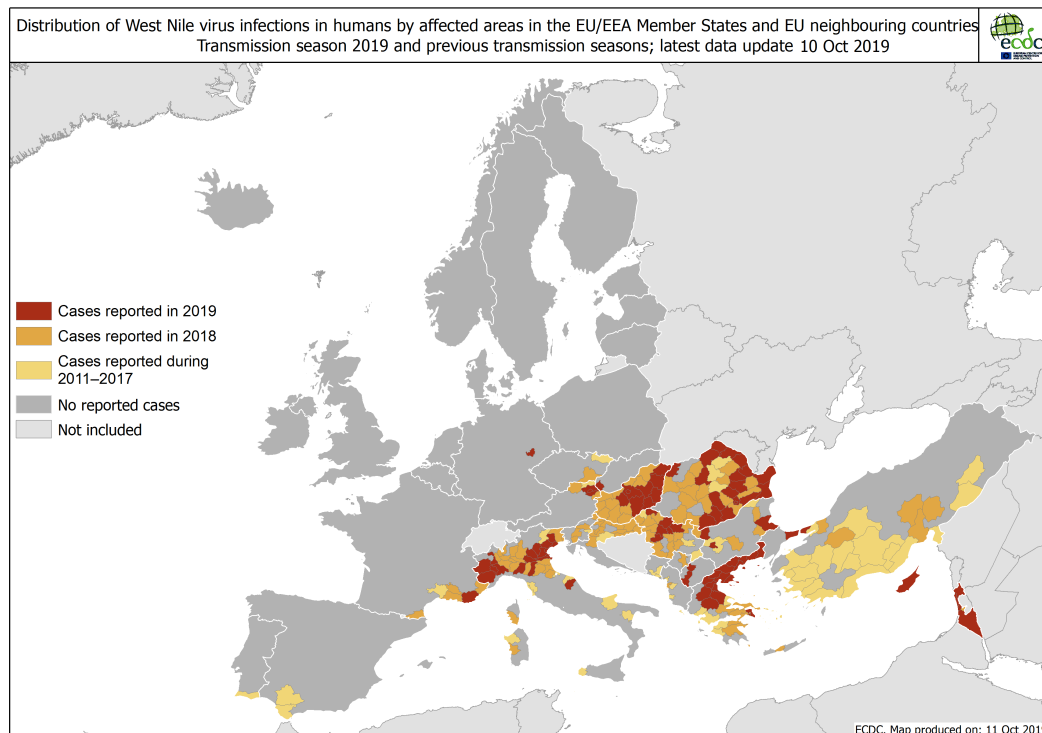 Distribution of West Nile virus infections in humans by affected areas in the EU/EEA Member States and EU neighbouring countries
Transmission season 2019 and previous transmission seasons; latest data update 10 Oct 2019
ecdc
Cases reported in 2019
Cases reported in 2018
Cases reported during
2011–2017
No reported cases
Not included
ECDC. Map produced on: 11 Oct 2019